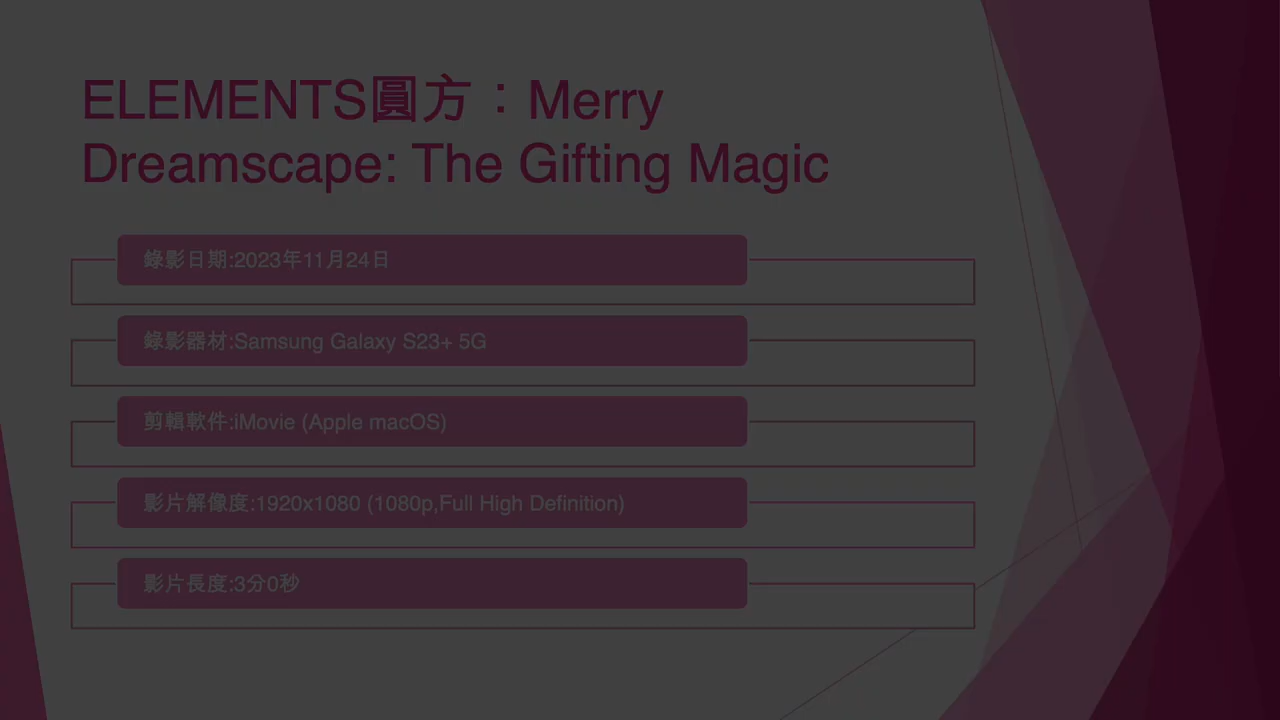 ELEMENTS圓方：Merry
Dreamscape: The Gifting Magic
錄影日期:2023年11月24日
錄影器材:Samsung Galaxy S23+ 5G
剪輯軟件:iMovie (Apple macOS)
影片解像度:1920x1080 (1080p,Full High Definition)
影片長度:3分0秒